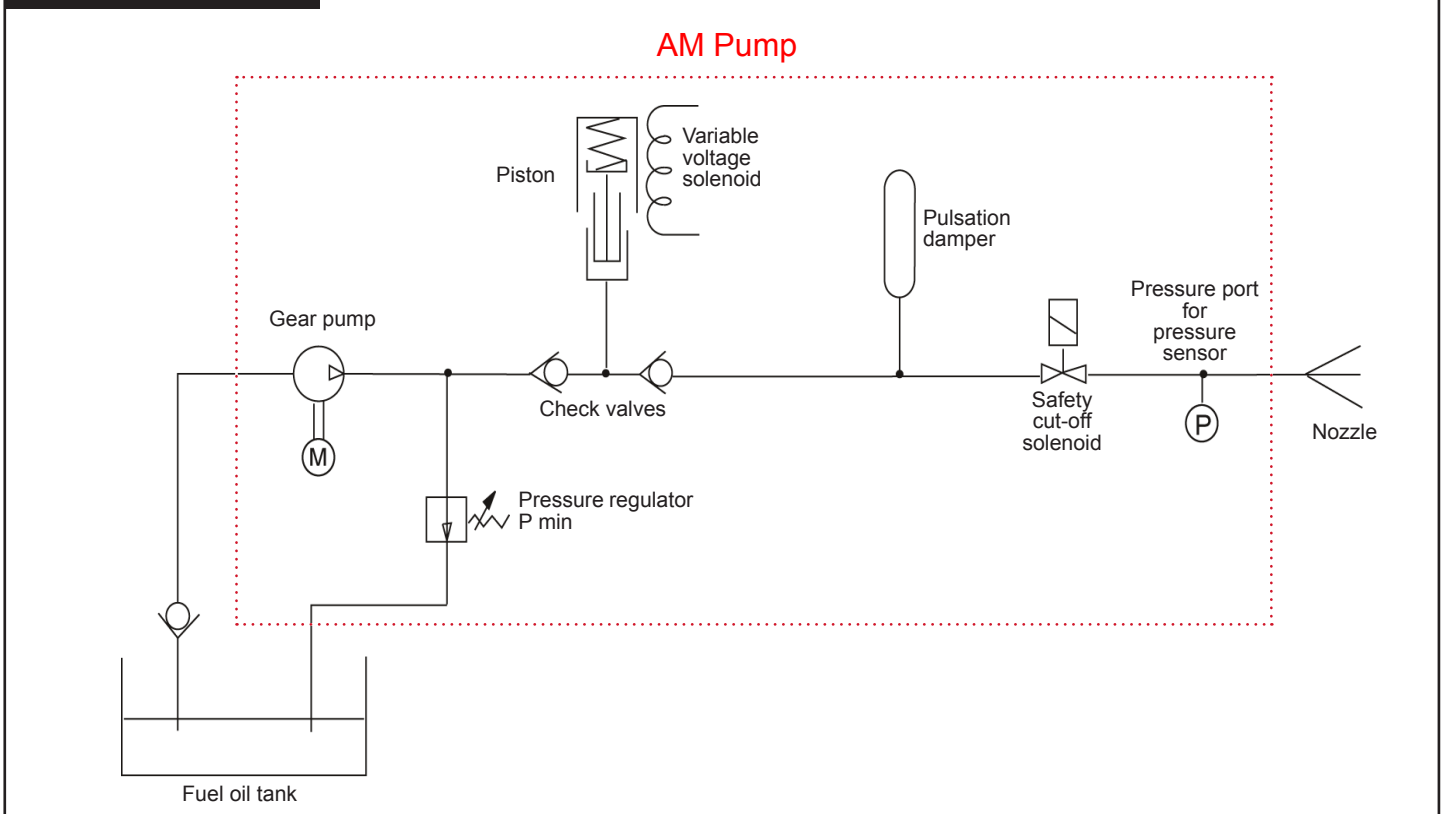 AM Pump
Variable
voltage
solenoid
Piston
Pulsation
damper
Pressure port
for
pressure
sensor
Gear pump
Check valves
Safety
cut-off
solenoid
P
Nozzle
M
Pressure regulator
P min
Fuel oil tank